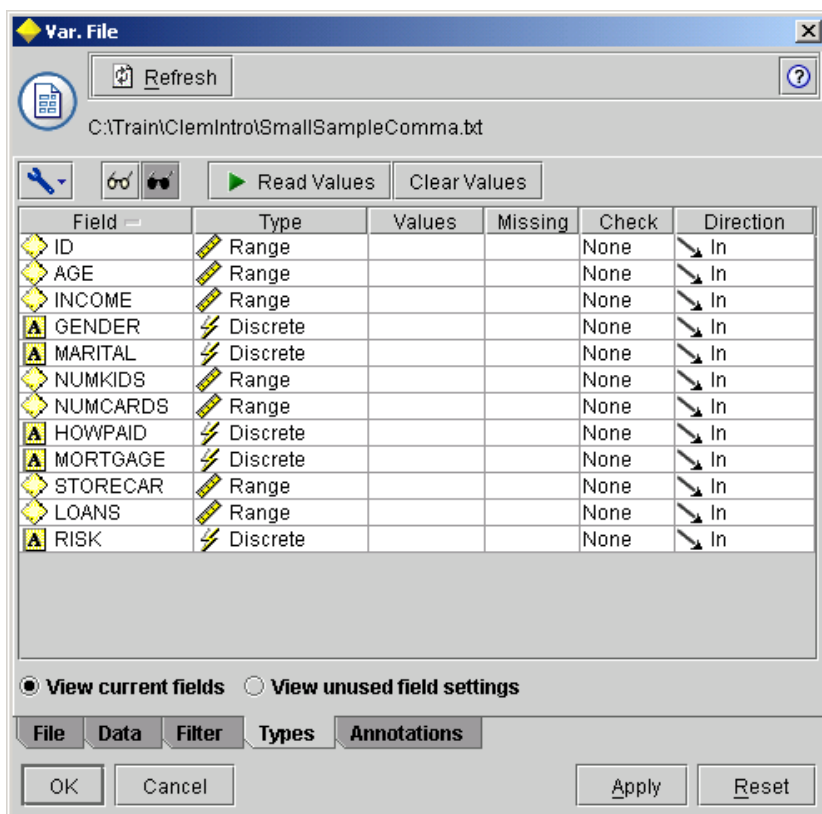 Var. File
Refresh
C:\Train\ClemIntro\SmallSampleComma.txt
Read Values Clear Values
Field Type Values Missing Check Direction
ID Range None In
AGE Range None In
INCOME Range None In
A GENDER Discrete None In
A MARITAL Discrete None In
NUMKIDS Range None In
NUMCARDS Range None In
A HOWPAID Discrete None In
A MORTGAGE Discrete None In
STORECAR Range None In
LOANS Range None In
A RISK Discrete None In
View current fields View unused field settings
File Data Filter Types Annotations
OK Cancel Apply Reset